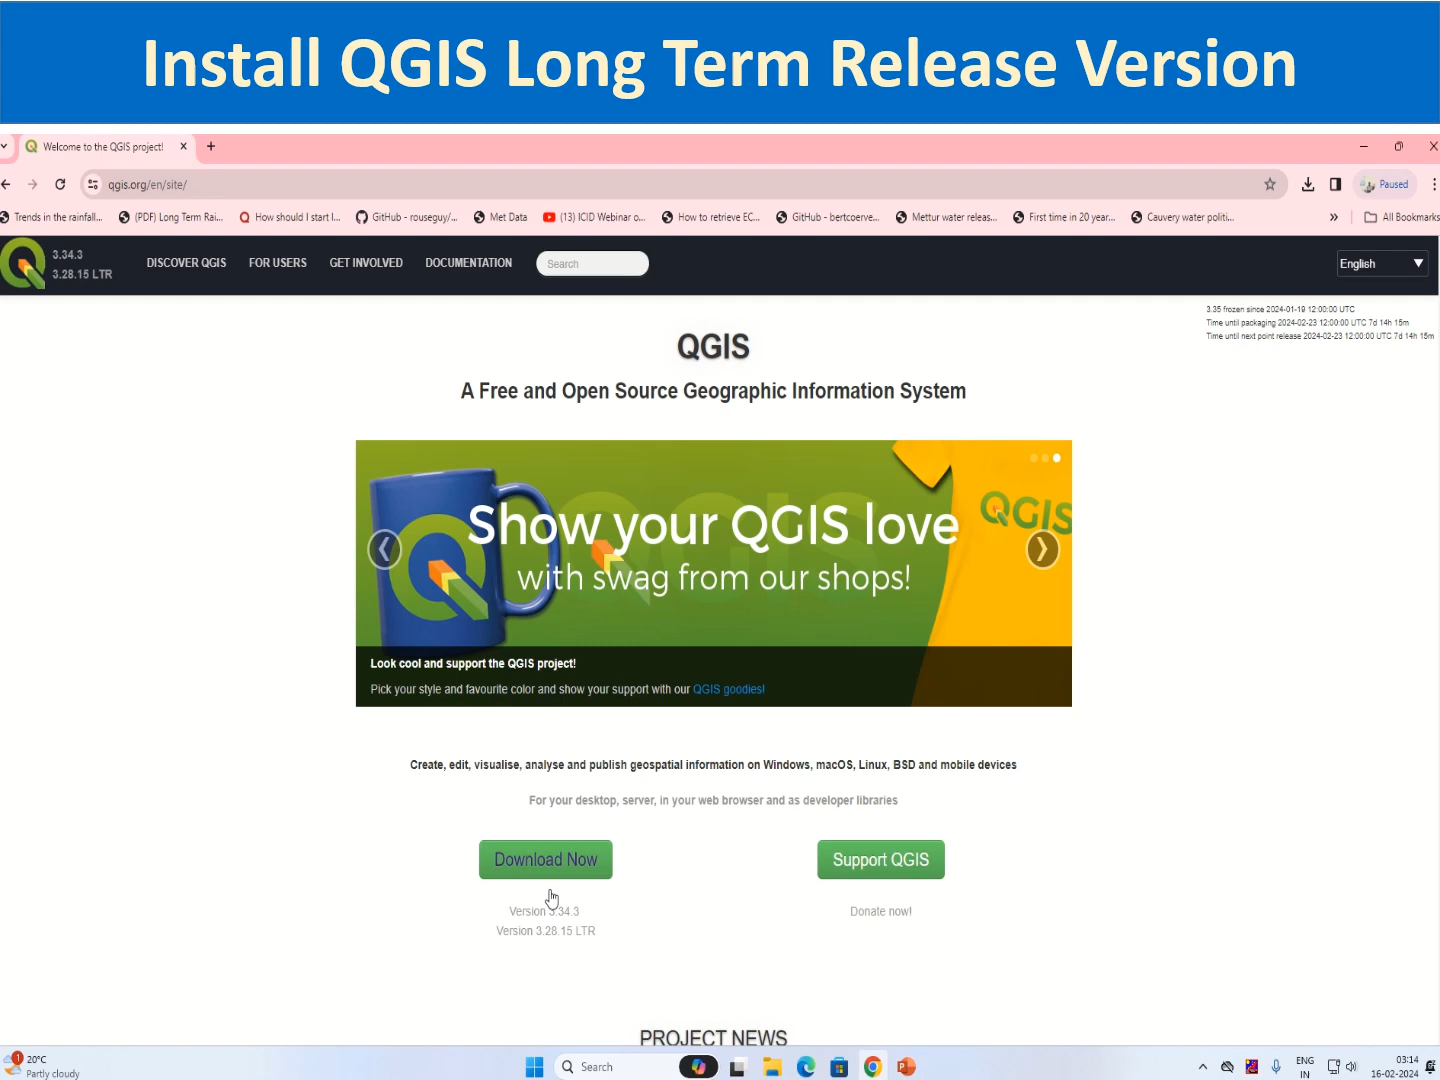 Install QGIS Long Term Release Version
Welcome to the QGIS project!
qgis.org/en/site/
Paused
Trends in the rainfall...
(PDF) Long Term Rai...
How should I start l...
GitHub - rouseguy/...
Met Data
(13) ICID Webinar o...
How to retrieve EC...
GitHub - bertcoerve...
Mettur water releas...
First time in 20 year...
Cauvery water politi...
All Bookmarks
3.34.3
3.28.15 LTR
DISCOVER QGIS
FOR USERS
GET INVOLVED
DOCUMENTATION
Search
English
3.35 frozen since 2024-01-19 12:00:00 UTC
Time until packaging 2024-02-23 12:00:00 UTC 7d 14h 15m
Time until next point release 2024-02-23 12:00:00 UTC 7d 14h 15m
QGIS
A Free and Open Source Geographic Information System
QGIS
Show your QGIS love
with swag from our shops!
Look cool and support the QGIS project!
Pick your style and favourite color and show your support with our QGIS goodies!
Create, edit, visualise, analyse and publish geospatial information on Windows, macOS, Linux, BSD and mobile devices
For your desktop, server, in your web browser and as developer libraries
Download Now
Support QGIS
Version 3.34.3
Donate now!
Version 3.28.15 LTR
PROJECT NEWS
1
20°C
Partly cloudy
Search
ENG
IN
03:14
16-02-2024